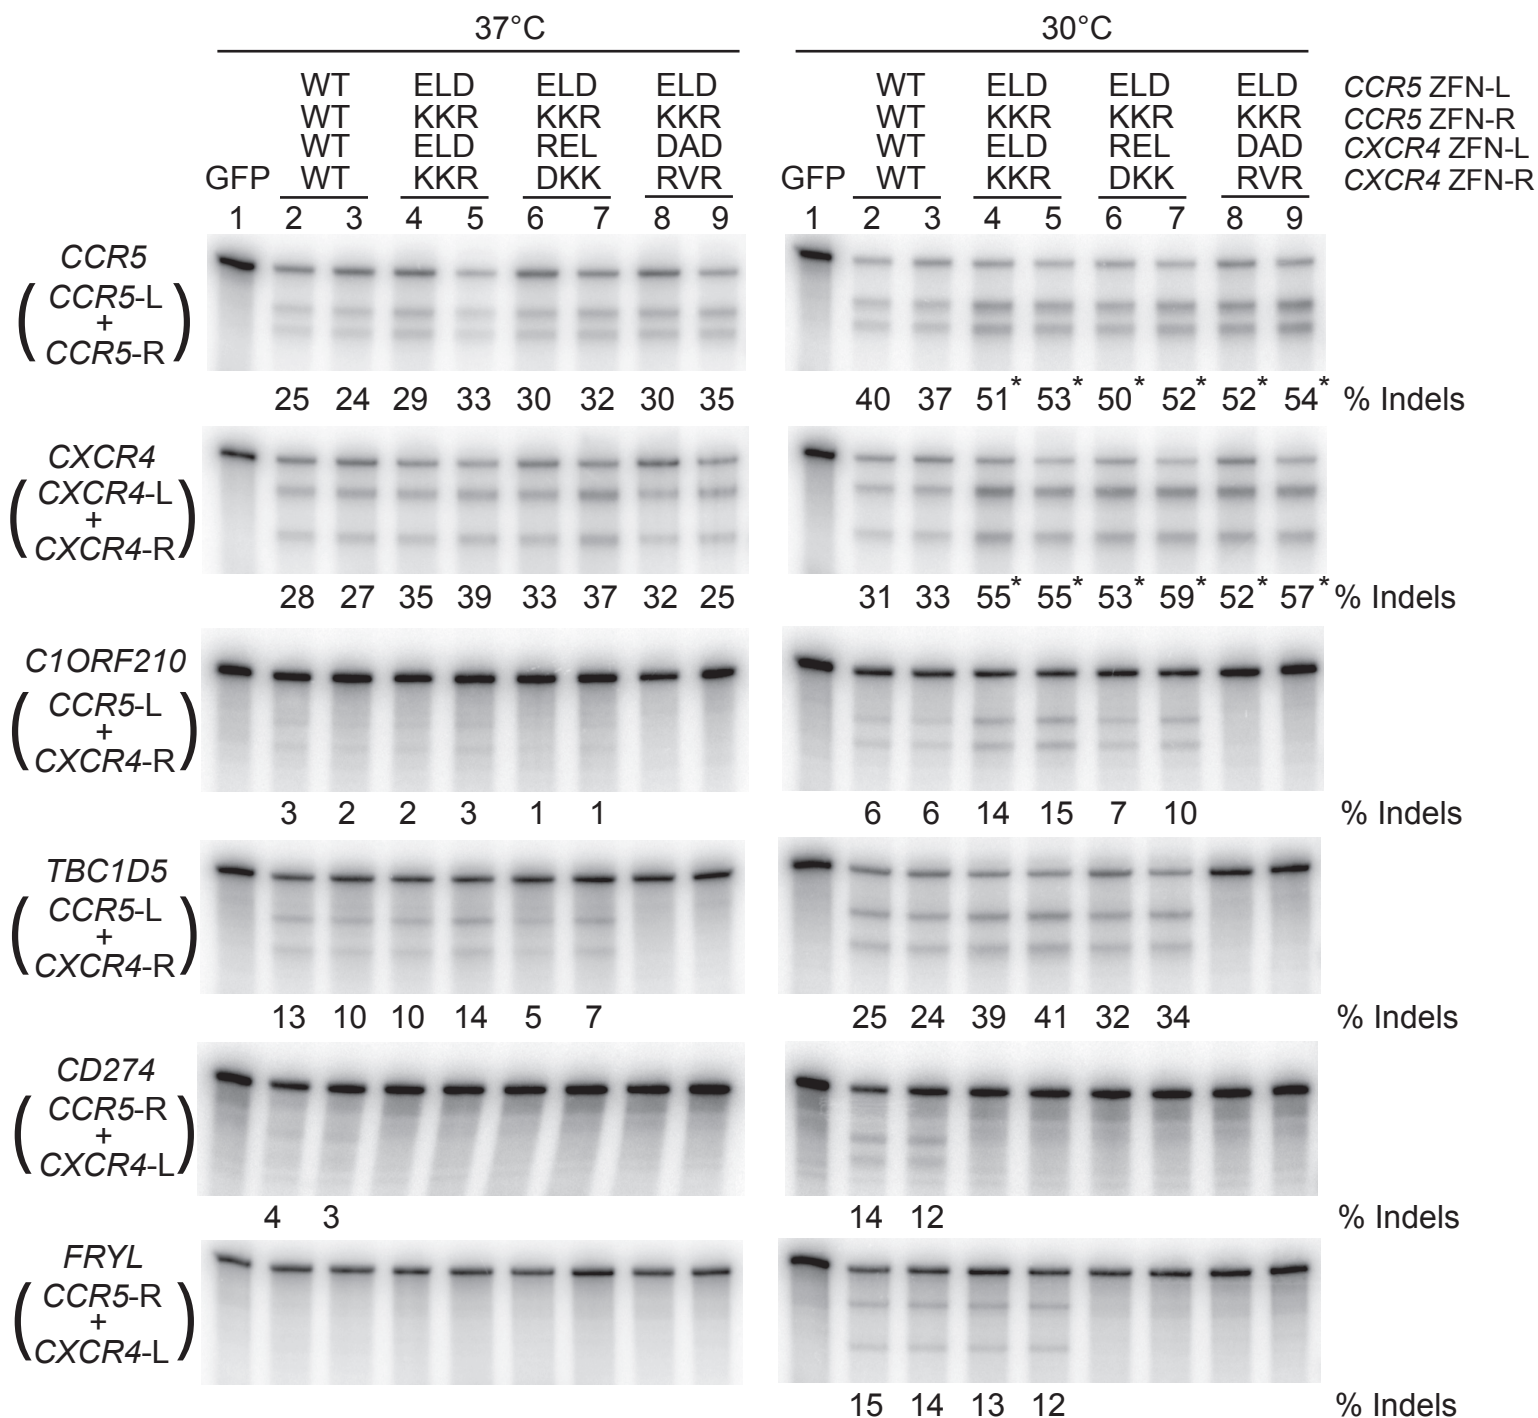 37°C 30°C
WT ELD ELD ELD WT ELD ELD ELD CCR5 ZFN-L
WT KKR KKR KKR WT KKR KKR KKR CCR5 ZFN-R
WT ELD REL DAD WT ELD REL DAD CXCR4 ZFN-L
GFP WT KKR DKK RVR GFP WT KKR DKK RVR CXCR4 ZFN-R
1 2 3 4 5 6 7 8 9 1 2 3 4 5 6 7 8 9
CCR5
(CCR5-L
+
CCR5-R)
25 24 29 33 30 32 30 35 40 37 51* 53* 50* 52* 52* 54* % Indels
CXCR4
(CXCR4-L
+
CXCR4-R)
28 27 35 39 33 37 32 25 31 33 55* 55* 53* 59* 52* 57* % Indels
C1ORF210
(CCR5-L
+
CXCR4-R)
3 2 2 3 1 1 6 6 14 15 7 10 % Indels
TBC1D5
(CCR5-L
+
CXCR4-R)
13 10 10 14 5 7 25 24 39 41 32 34 % Indels
CD274
(CCR5-R
+
CXCR4-L)
4 3 14 12 % Indels
FRYL
(CCR5-R
+
CXCR4-L)
15 14 13 12 % Indels